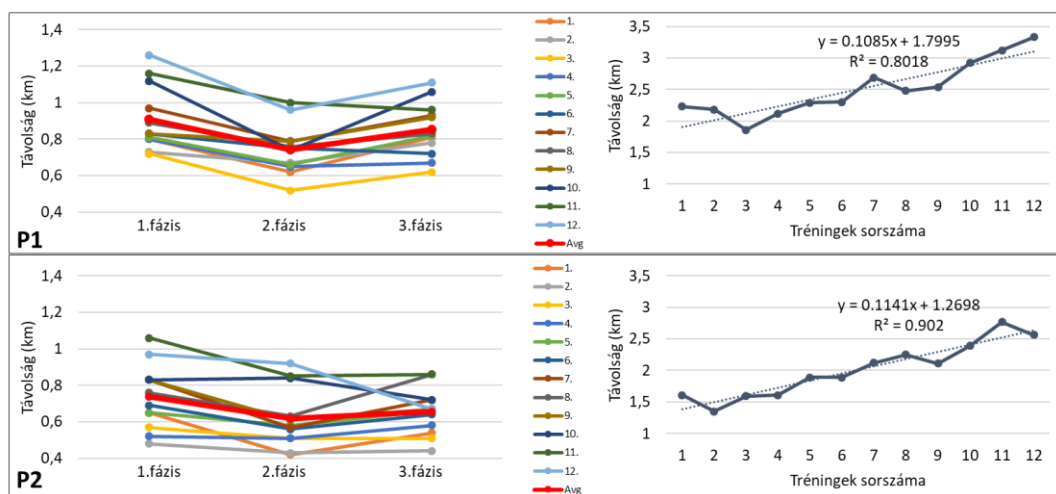 1,4
1,2
1
0,8
0,6
0,4
Távolság (km)
1.fázis 2.fázis 3.fázis
P1
1.
2.
3.
4.
5.
6.
7.
8.
9.
10.
11.
12.
Avg
3,5
3
2,5
2
1,5
1
Távolság (km)
y = 0.1085x + 1.7995
R² = 0.8018
1 2 3 4 5 6 7 8 9 10 11 12
Tréningek sorszáma
1,4
1,2
1
0,8
0,6
0,4
Távolság (km)
1.fázis 2.fázis 3.fázis
P2
1.
2.
3.
4.
5.
6.
7.
8.
9.
10.
11.
12.
Avg
3,5
3
2,5
2
1,5
1
Távolság (km)
y = 0.1141x + 1.2698
R² = 0.902
1 2 3 4 5 6 7 8 9 10 11 12
Tréningek sorszáma